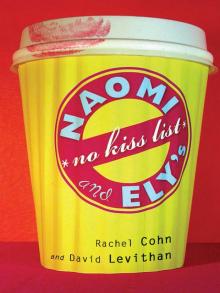 NAOMI
and
ELY's
*no kiss list*
Rachel Cohn
and David Levithan